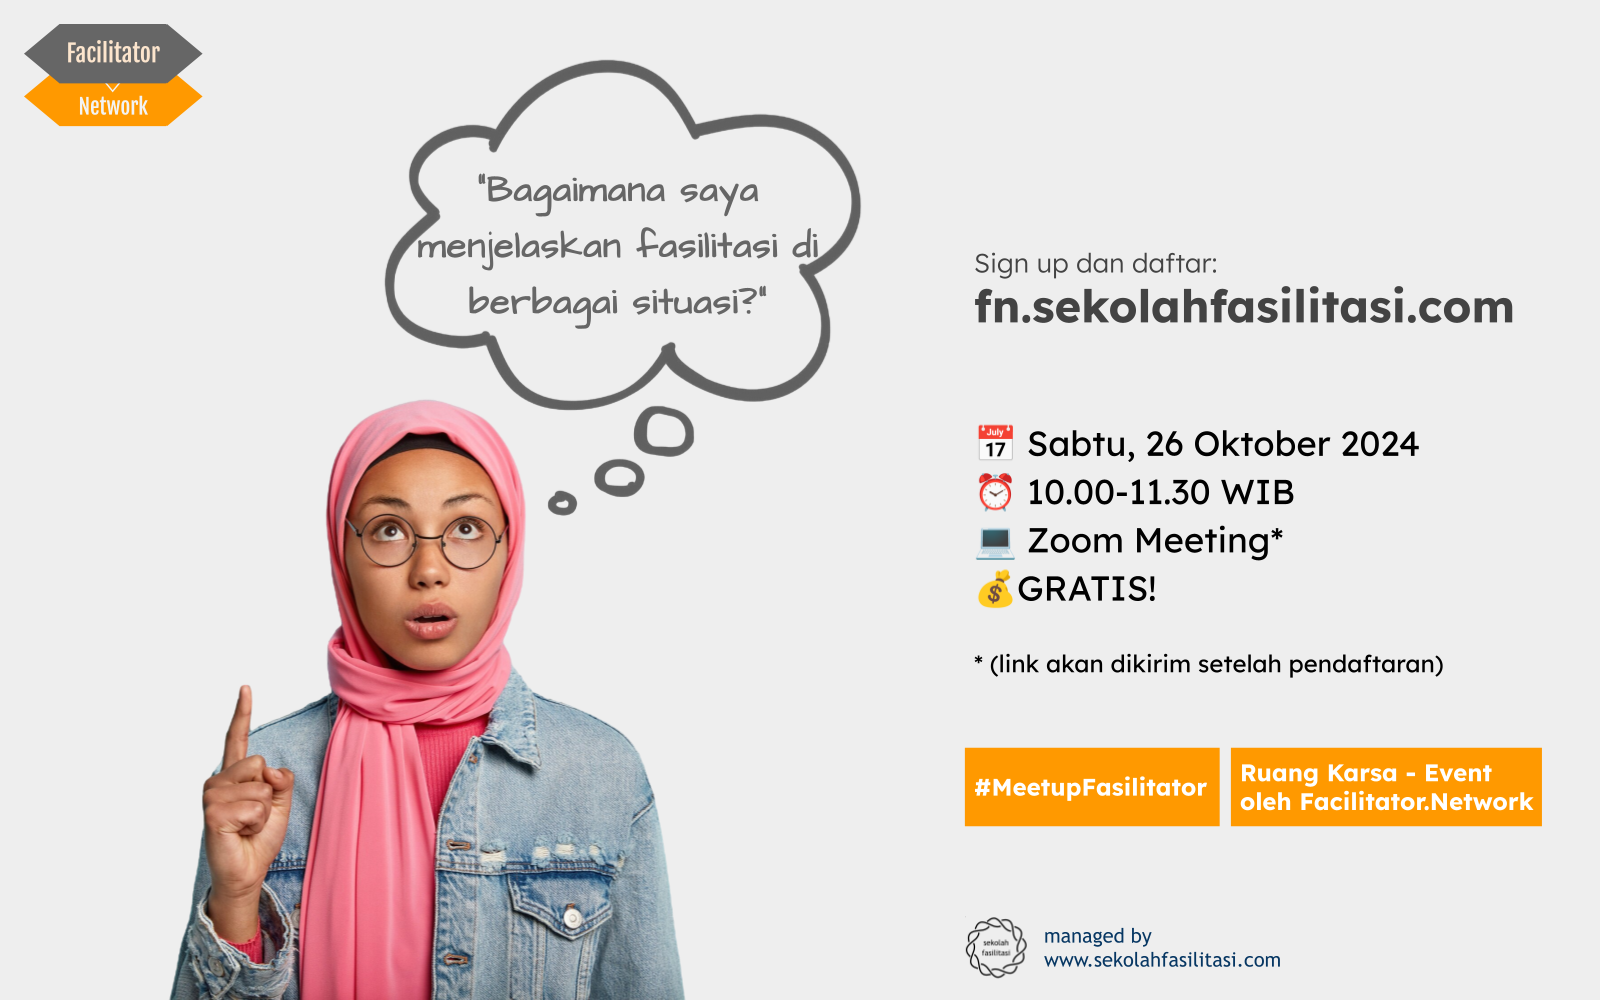 Facilitator
Network
"Bagaimana saya
menjelaskan fasilitasi di
berbagai situasi?"
Sign up dan daftar:
fn.sekolahfasilitasi.com
July
17
Sabtu, 26 Oktober 2024
10.00-11.30 WIB
Zoom Meeting*
$
GRATIS!
* (link akan dikirim setelah pendaftaran)
#MeetupFasilitator
Ruang Karsa - Event
oleh Facilitator.Network
sekolah
fasilitasi
managed by
www.sekolahfasilitasi.com